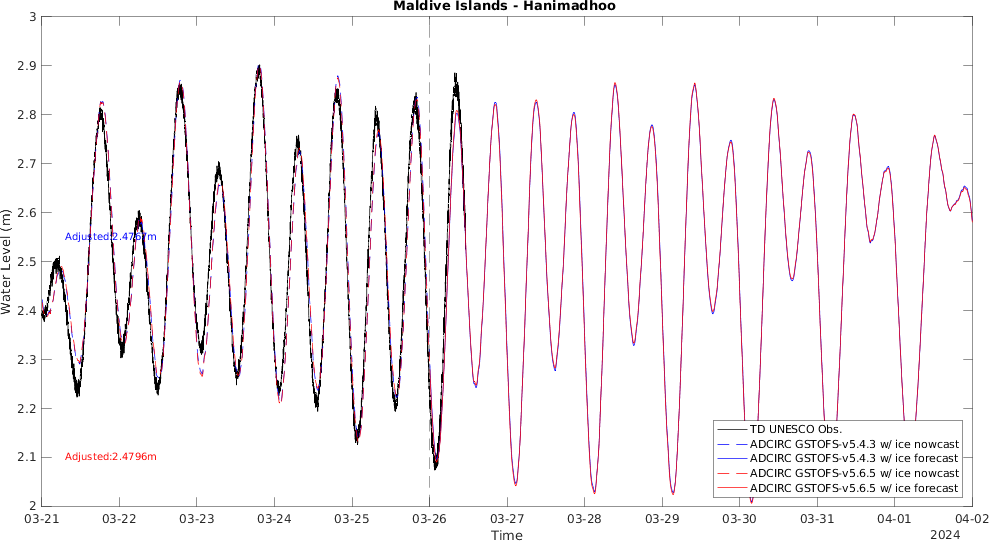 Maldive Islands - Hanimadhoo
3
2.9
2.8
2.7
2.6
2.5
2.4
2.3
2.2
2.1
2
Water Level (m)
Adjusted:2.4767m
Adjusted:2.4796m
TD UNESCO Obs.
ADCIRC GSTOFS-v5.4.3 w/ ice nowcast
ADCIRC GSTOFS-v5.4.3 w/ ice forecast
ADCIRC GSTOFS-v5.6.5 w/ ice nowcast
ADCIRC GSTOFS-v5.6.5 w/ ice forecast
03-21 03-22 03-23 03-24 03-25 03-26 03-27 03-28 03-29 03-30 03-31 04-01 04-02
Time
2024